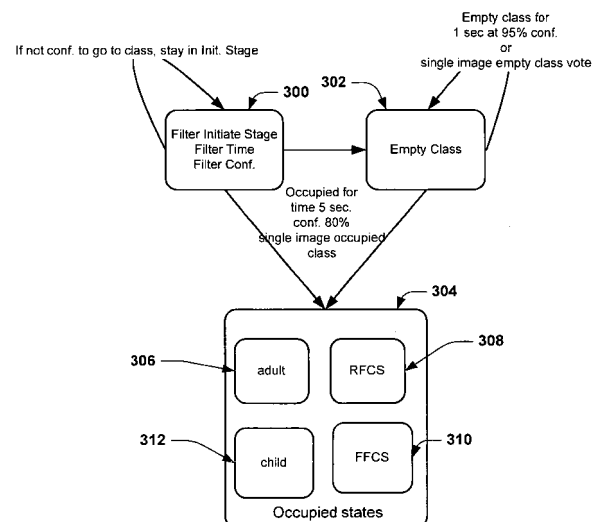 Empty class for
1 sec at 95% conf.
or
single image empty class vote
If not conf. to go to class, stay in Init. Stage
300
302
Filter Initiate Stage
Filter Time
Filter Conf.
Empty Class
Occupied for
time 5 sec.
conf. 80%
single image occupied
class
304
306
adult
RFCS
308
312
child
FFCS
310
Occupied states